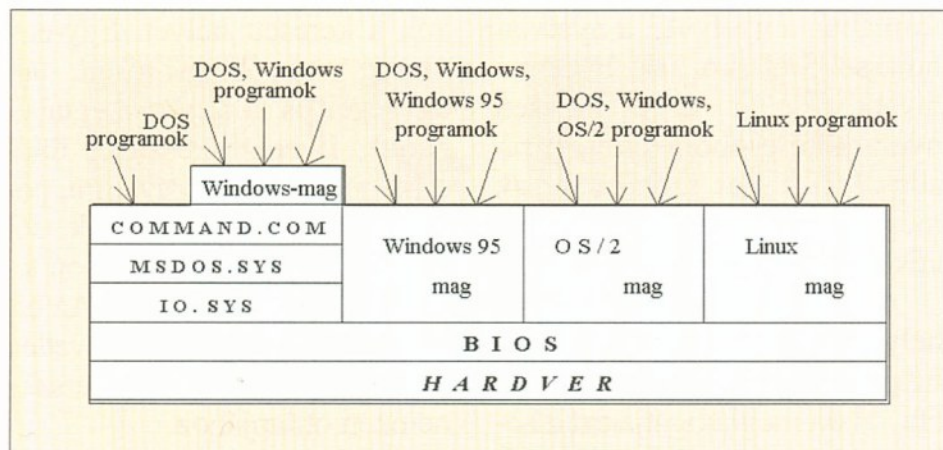 DOS
programok
DOS, Windows
programok
DOS, Windows,
Windows 95
programok
DOS, Windows,
OS/2 programok
Linux programok
Windows-mag
COMMAND.COM
MSDOS.SYS
IO.SYS
Windows 95
mag
OS/2
mag
Linux
mag
BIOS
HARDVER